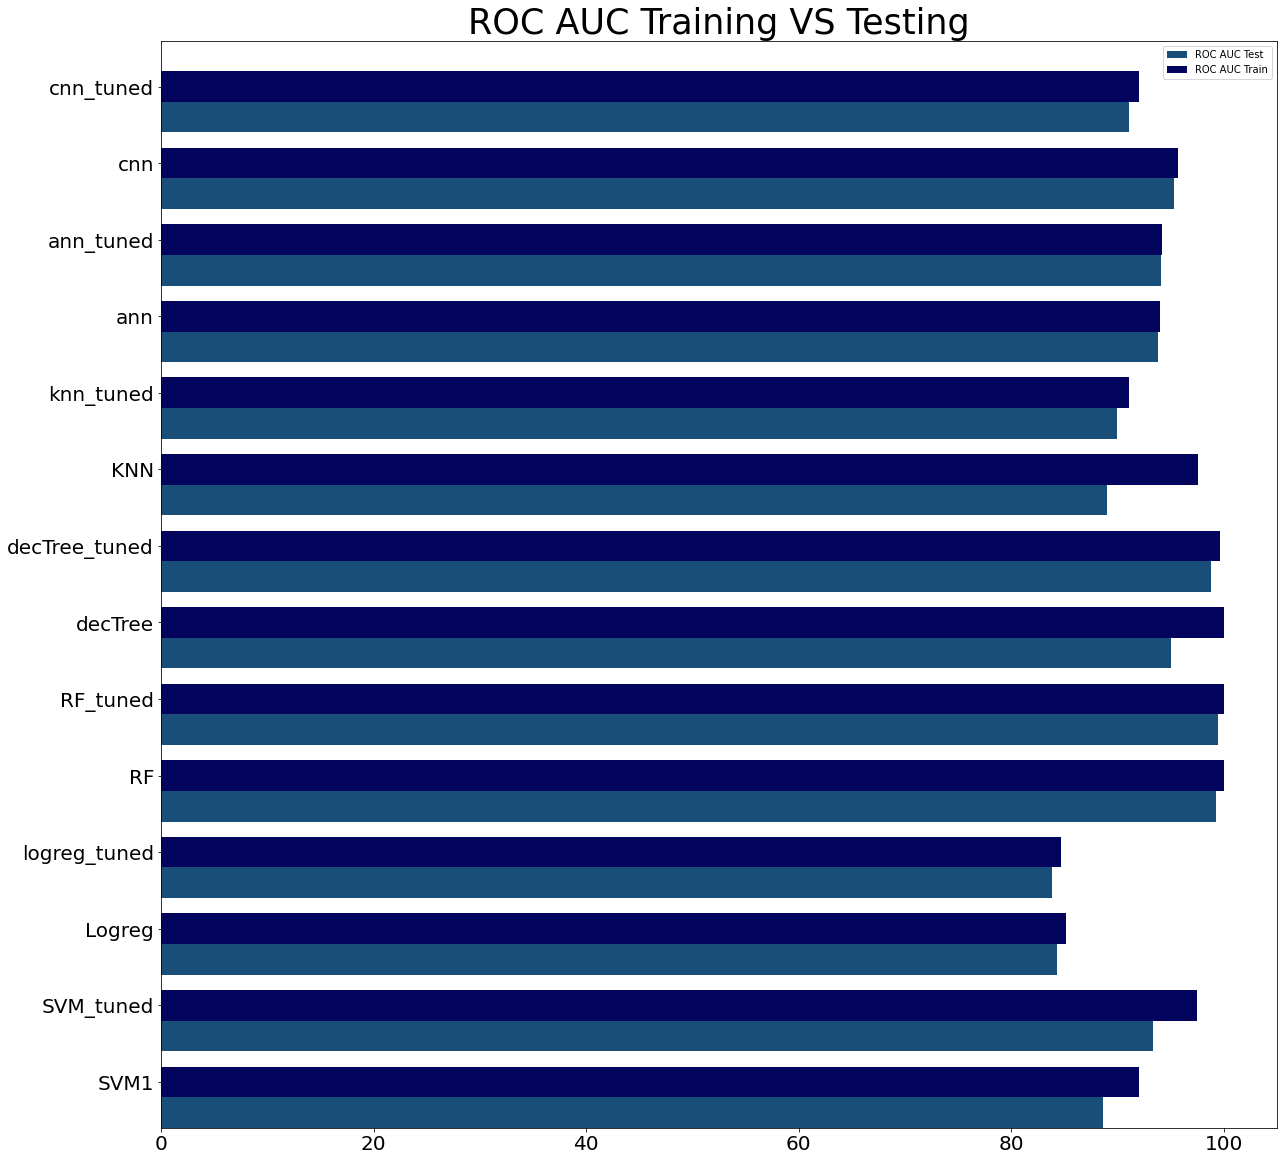 ROC AUC Training VS Testing
ROC AUC Test
ROC AUC Train
cnn_tuned
cnn
ann_tuned
ann
knn_tuned
KNN
decTree_tuned
decTree
RF_tuned
RF
logreg_tuned
Logreg
SVM_tuned
SVM1
0 20 40 60 80 100